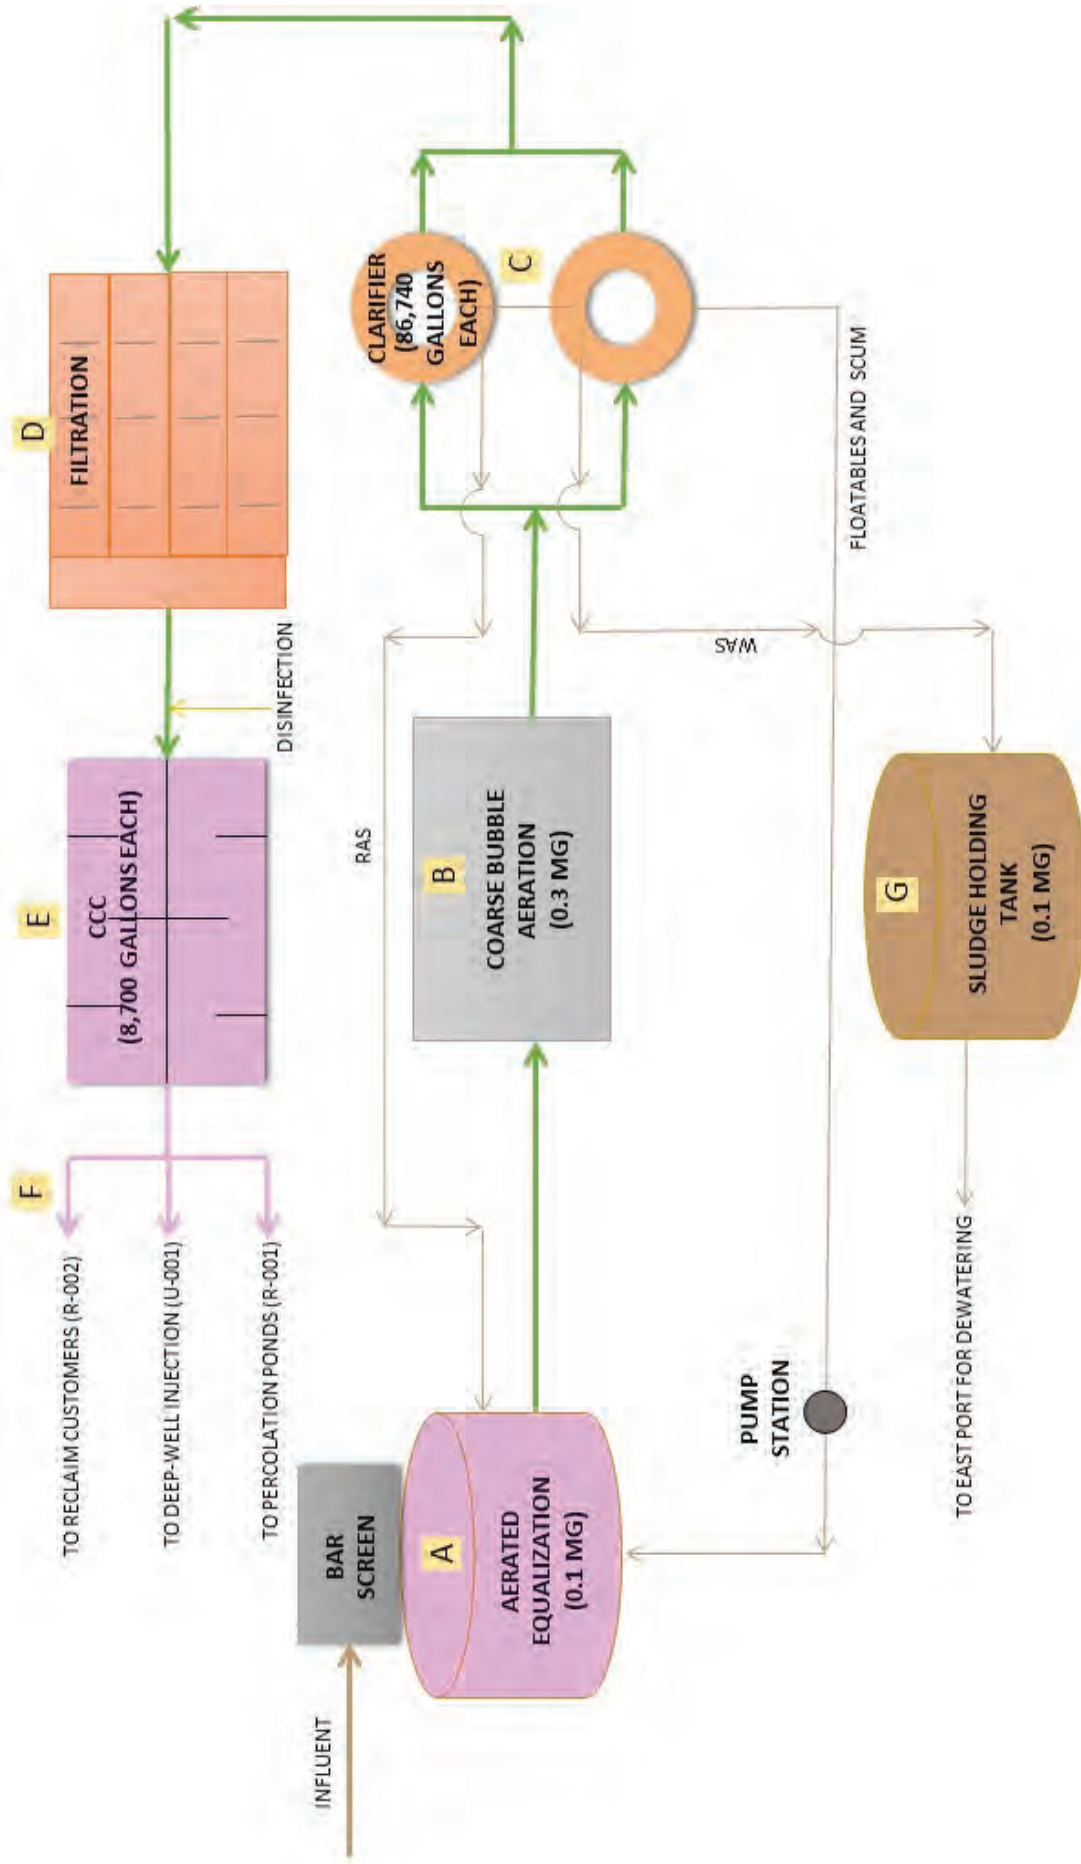 D
FILTRATION
E
CCC
(8,700 GALLONS EACH)
DISINFECTION
F
TO RECLAIM CUSTOMERS (R-002)
TO DEEP-WELL INJECTION (U-001)
TO PERCOLATION PONDS (R-001)
INFLUENT
BAR
SCREEN
A
AERATED
EQUALIZATION
(0.1 MG)
RAS
B
COARSE BUBBLE
AERATION
(0.3 MG)
CLARIFIER
(86,740
GALLONS
EACH)
C
WAS
FLOATABLES AND SCUM
PUMP
STATION
G
SLUDGE HOLDING
TANK
(0.1 MG)
TO EAST PORT FOR DEWATERING